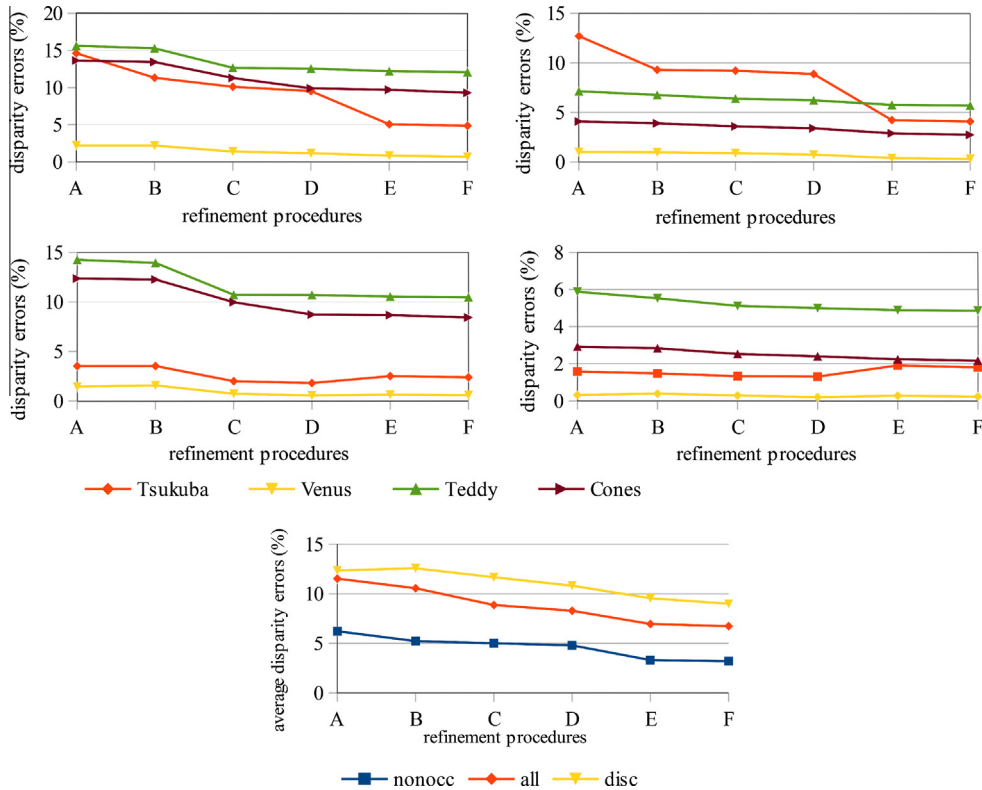 disparity errors (%)
20
15
10
5
0
A B C D E F
refinement procedures
disparity errors (%)
15
10
5
0
A B C D E F
refinement procedures
disparity errors (%)
15
10
5
0
A B C D E F
refinement procedures
disparity errors (%)
8
6
4
2
0
A B C D E F
refinement procedures
Tsukuba Venus Teddy Cones
average disparity errors (%)
15
10
5
0
A B C D E F
refinement procedures
nonocc all disc